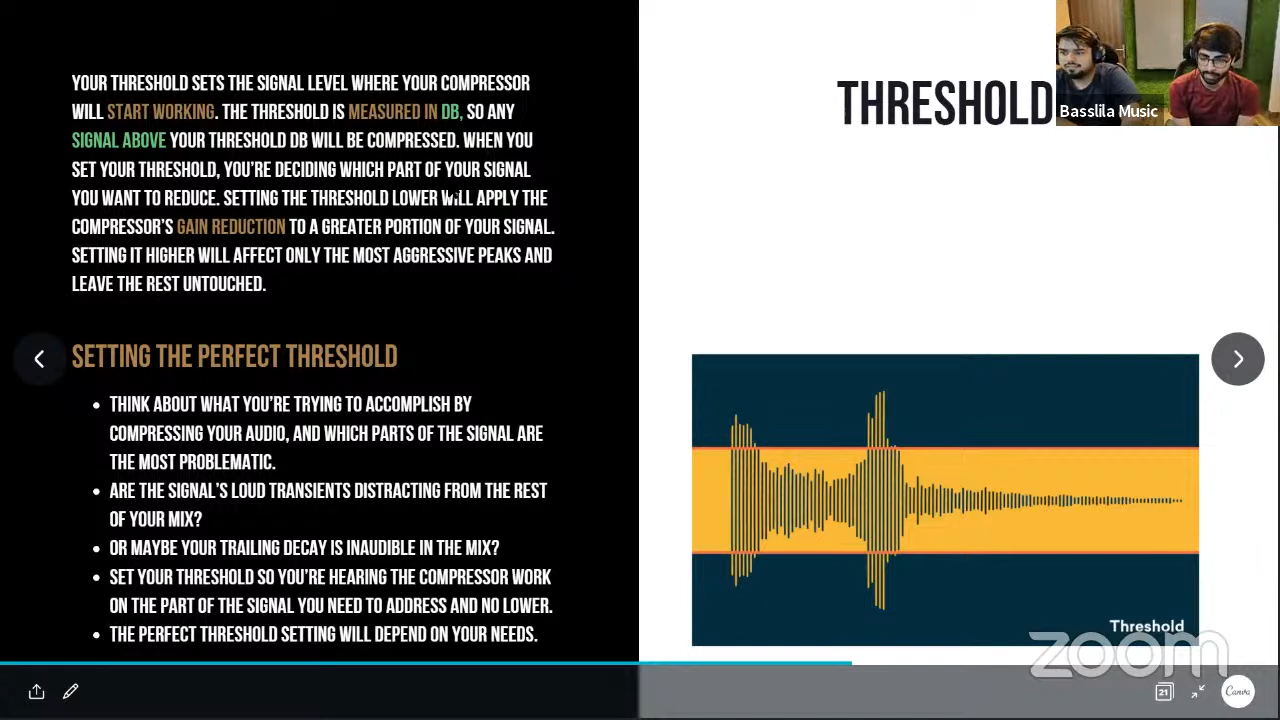 YOUR THRESHOLD SETS THE SIGNAL LEVEL WHERE YOUR COMPRESSOR
WILL START WORKING. THE THRESHOLD IS MEASURED IN DB, SO ANY
SIGNAL ABOVE YOUR THRESHOLD DB WILL BE COMPRESSED. WHEN YOU
SET YOUR THRESHOLD, YOU'RE DECIDING WHICH PART OF YOUR SIGNAL
YOU WANT TO REDUCE. SETTING THE THRESHOLD LOWER WILL APPLY THE
COMPRESSOR'S GAIN REDUCTION TO A GREATER PORTION OF YOUR SIGNAL.
SETTING IT HIGHER WILL AFFECT ONLY THE MOST AGGRESSIVE PEAKS AND
LEAVE THE REST UNTOUCHED.
SETTING THE PERFECT THRESHOLD
• THINK ABOUT WHAT YOU'RE TRYING TO ACCOMPLISH BY
COMPRESSING YOUR AUDIO, AND WHICH PARTS OF THE SIGNAL ARE
THE MOST PROBLEMATIC.
• ARE THE SIGNAL'S LOUD TRANSIENTS DISTRACTING FROM THE REST
OF YOUR MIX?
• OR MAYBE YOUR TRAILING DECAY IS INAUDIBLE IN THE MIX?
• SET YOUR THRESHOLD SO YOU'RE HEARING THE COMPRESSOR WORK
ON THE PART OF THE SIGNAL YOU NEED TO ADDRESS AND NO LOWER.
• THE PERFECT THRESHOLD SETTING WILL DEPEND ON YOUR NEEDS.
THRESHOLD
Basslila Music
Threshold
zoom
21
Canva